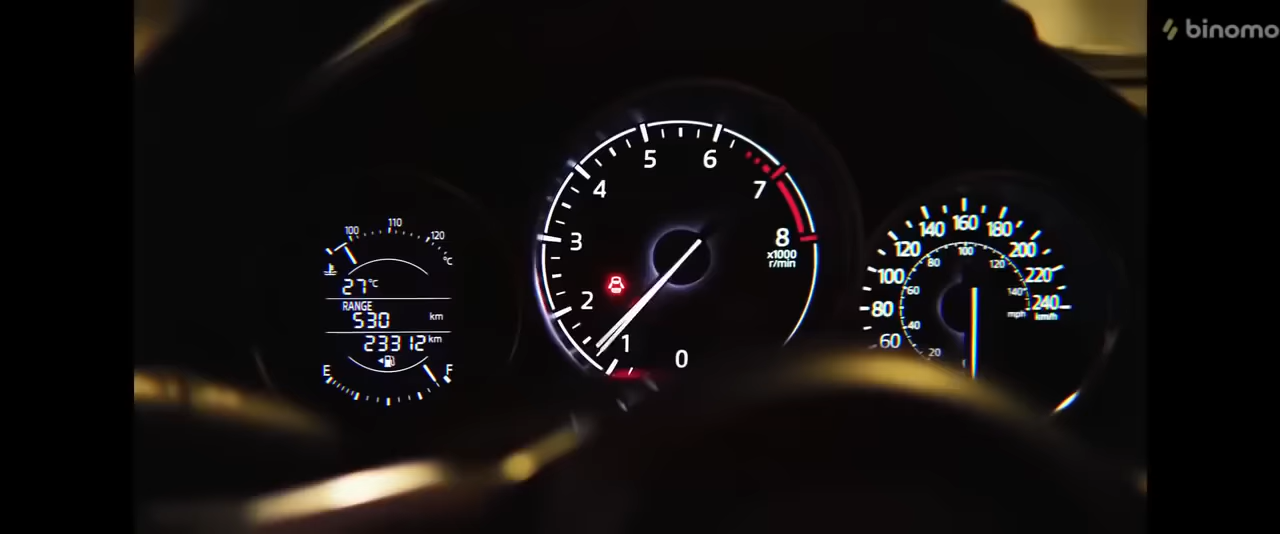 binomo
100 110 120
°C
27°C
RANGE
530 km
23312 km
E F
0 1 2 3 4 5 6 7 8
x1000
r/min
60 80 100 120 140 160 180 200 220 240
km/h
20 40 60 80 100 120 140
mph